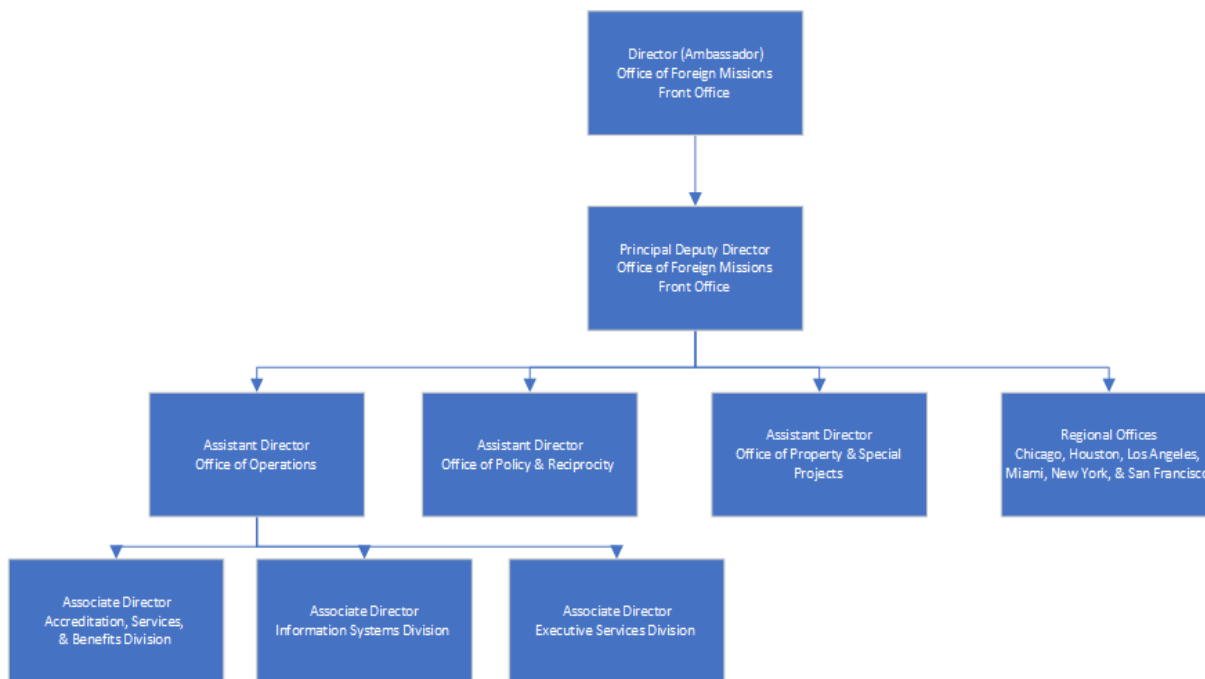 Director (Ambassador)
Office of Foreign Missions
Front Office
Principal Deputy Director
Office of Foreign Missions
Front Office
Assistant Director
Office of Operations
Assistant Director
Office of Policy & Reciprocity
Assistant Director
Office of Property & Special
Projects
Regional Offices
Chicago, Houston, Los Angeles,
Miami, New York, & San Francisco
Associate Director
Accreditation, Services,
& Benefits Division
Associate Director
Information Systems Division
Associate Director
Executive Services Division